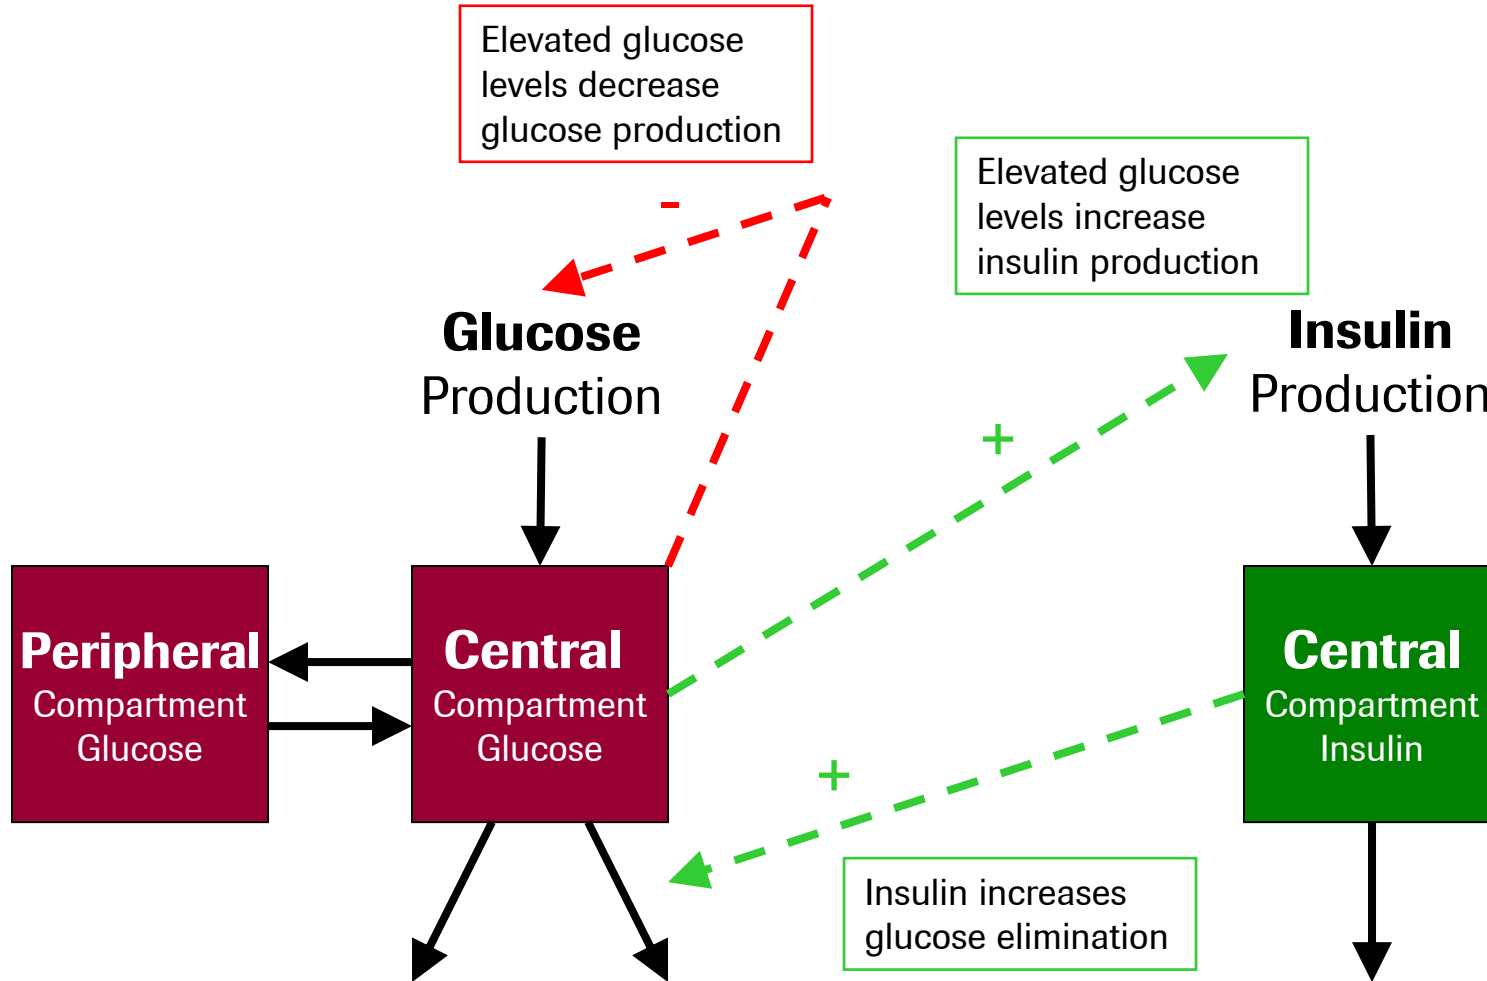 Elevated glucose
levels decrease
glucose production
Elevated glucose
levels increase
insulin production
-
Glucose
Production
Insulin
Production
+
Peripheral
Compartment
Glucose
Central
Compartment
Glucose
Central
Compartment
Insulin
+
Insulin increases
glucose elimination